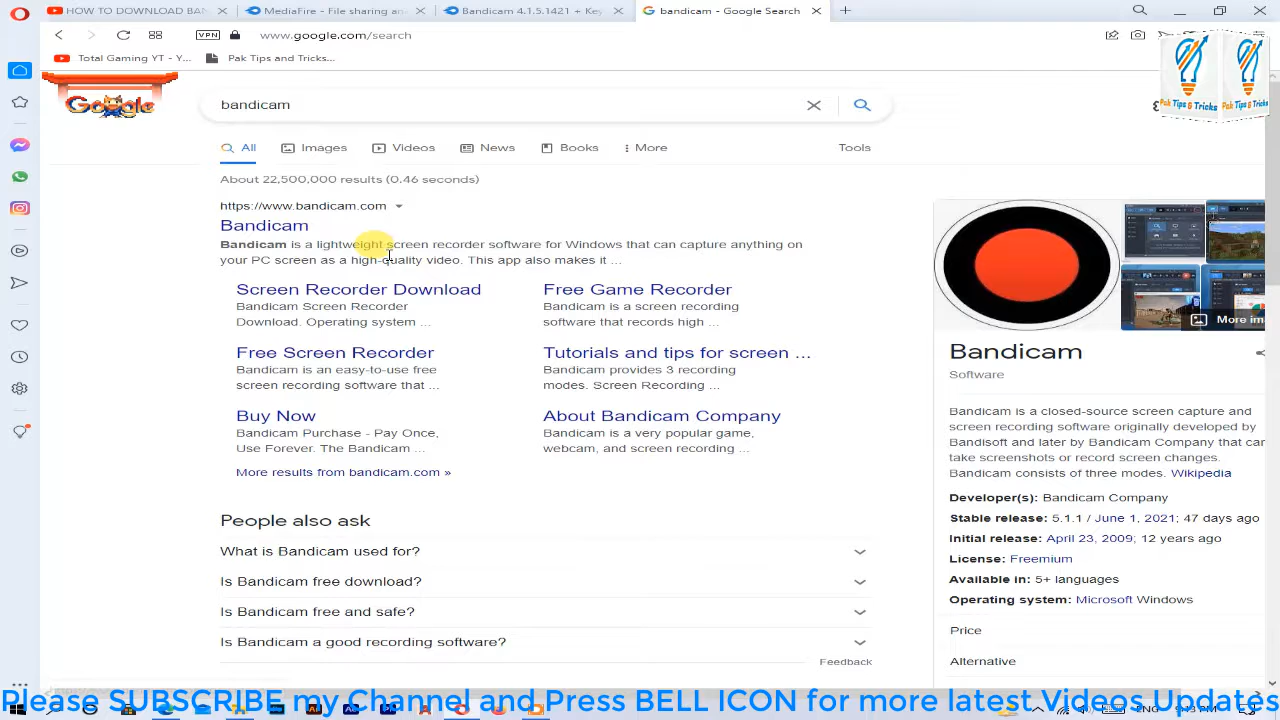 HOW TO DOWNLOAD BAN
MediaFire - File sharing an
Bandicam 4.1.5.1421 + Key
bandicam - Google Search
VPN
www.google.com/search
Total Gaming YT - Y...
Pak Tips and Tricks...
Pak Tips & Tricks
Pak Tips & Tricks
Google
bandicam
All
Images
Videos
News
Books
More
Tools
About 22,500,000 results (0.46 seconds)
https://www.bandicam.com
Bandicam
Bandicam is a lightweight screen recorder software for Windows that can capture anything on
your PC screen as a high-quality video. This app also makes it ...
Screen Recorder Download
Bandicam Screen Recorder
Download. Operating system ...
Free Game Recorder
Bandicam is a screen recording
software that records high ...
Free Screen Recorder
Bandicam is an easy-to-use free
screen recording software that ...
Tutorials and tips for screen ...
Bandicam provides 3 recording
modes. Screen Recording ...
Buy Now
Bandicam Purchase - Pay Once,
Use Forever. The Bandicam ...
About Bandicam Company
Bandicam is a very popular game,
webcam, and screen recording ...
More results from bandicam.com »
People also ask
What is Bandicam used for?
Is Bandicam free download?
Is Bandicam free and safe?
Is Bandicam a good recording software?
Feedback
More im
Bandicam
Software
Bandicam is a closed-source screen capture and
screen recording software originally developed by
Bandisoft and later by Bandicam Company that can
take screenshots or record screen changes.
Bandicam consists of three modes. Wikipedia
Developer(s): Bandicam Company
Stable release: 5.1.1 / June 1, 2021; 47 days ago
Initial release: April 23, 2009; 12 years ago
License: Freemium
Available in: 5+ languages
Operating system: Microsoft Windows
Price
Alternative
Please SUBSCRIBE my Channel and Press BELL ICON for more latest Videos Updates
ENG